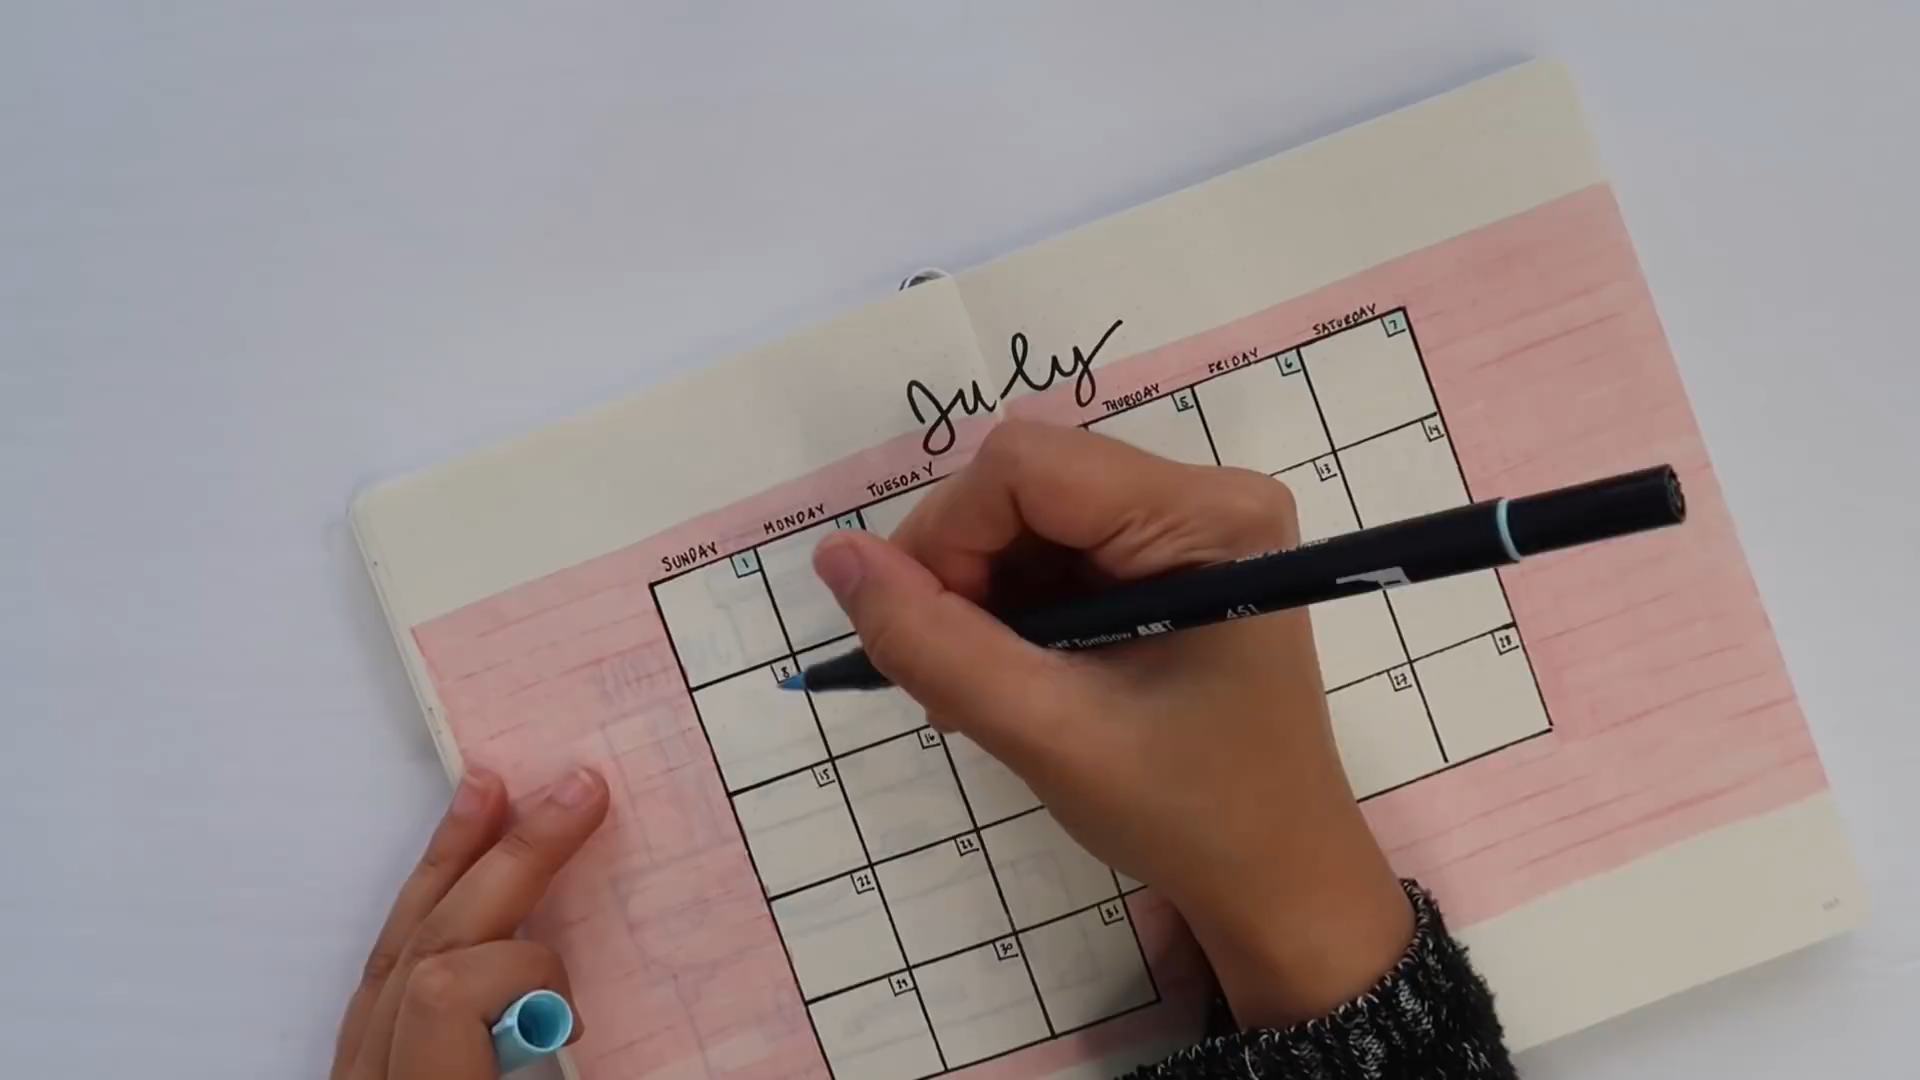 July
SUNDAY MONDAY TUESDAY THURSDAY FRIDAY SATURDAY
1 2 5 6 7
8 13 14
15 16
22 23 27 28
29 30 31
Tombow ABT 451